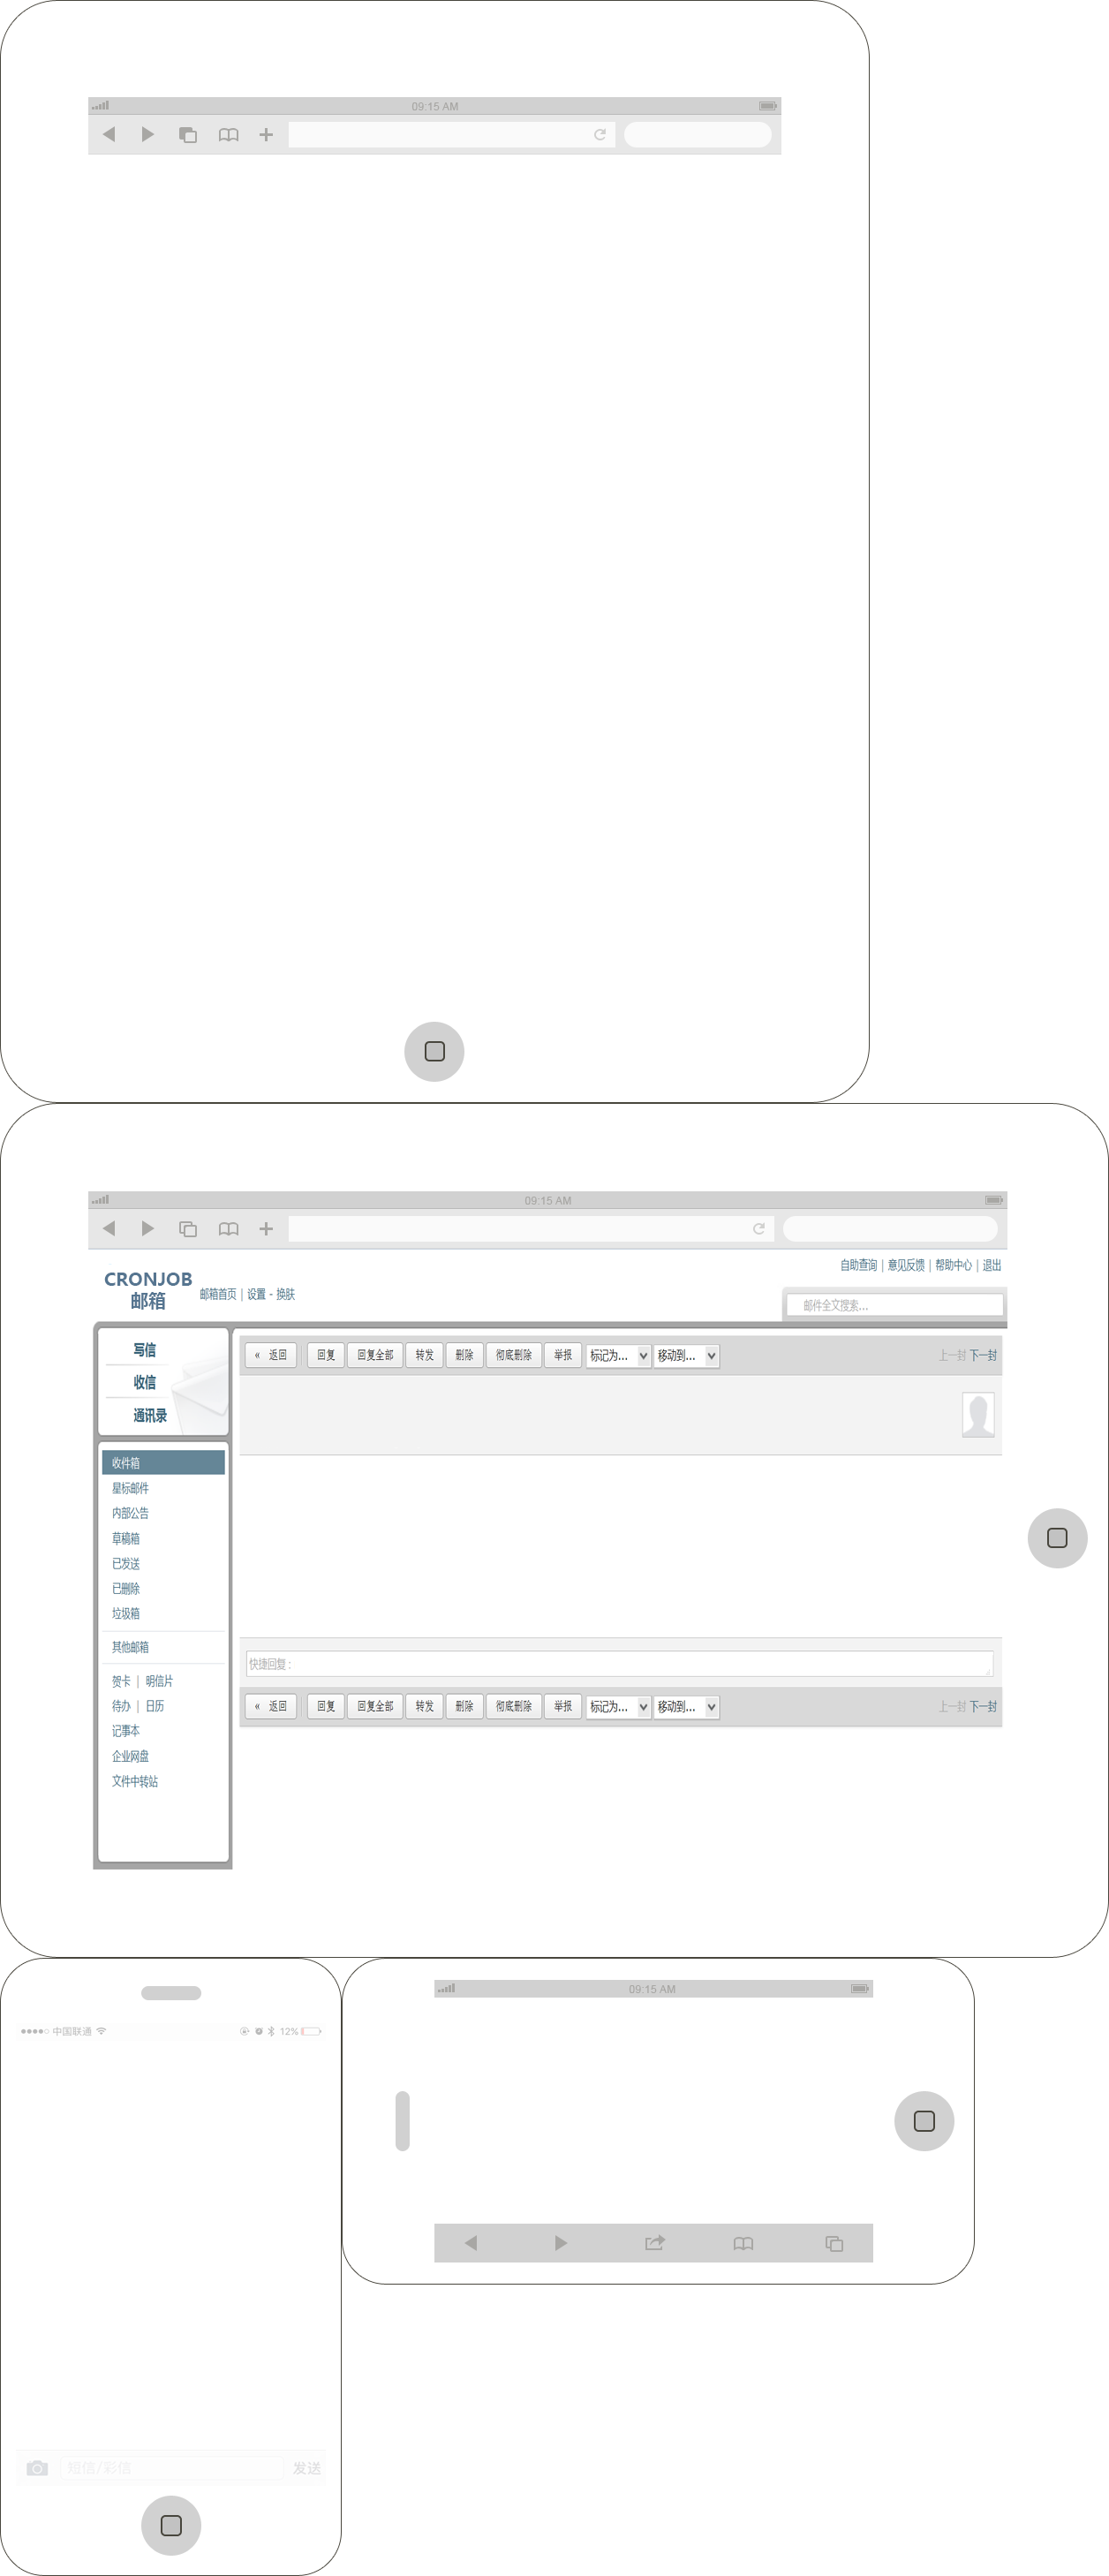 09:15 AM
09:15 AM
自助查询 | 意见反馈 | 帮助中心 | 退出
CRONJOB
邮箱
邮箱首页 | 设置 - 换肤
邮件全文搜索...
写信
收信
通讯录
« 返回 回复 回复全部 转发 删除 彻底删除 举报 标记为... 移动到... 上一封 下一封
收件箱
星标邮件
内部公告
草稿箱
已发送
已删除
垃圾箱
其他邮箱
贺卡 | 明信片
待办 | 日历
记事本
企业网盘
文件中转站
快捷回复 :
« 返回 回复 回复全部 转发 删除 彻底删除 举报 标记为... 移动到... 上一封 下一封
09:15 AM
中国联通 12%
短信/彩信 发送